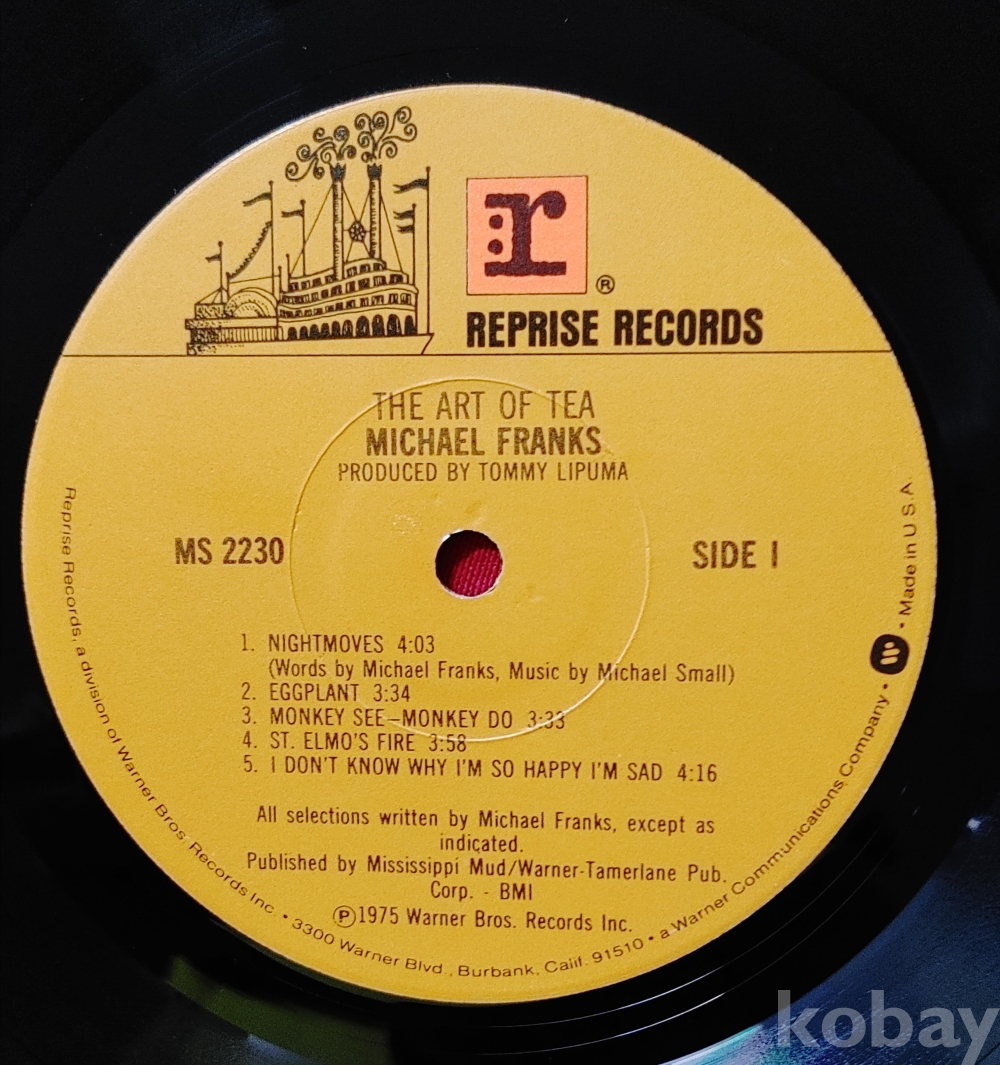 r
®
REPRISE RECORDS
THE ART OF TEA
MICHAEL FRANKS
PRODUCED BY TOMMY LIPUMA
MS 2230
SIDE 1
1. NIGHTMOVES 4:03
(Words by Michael Franks, Music by Michael Small)
2. EGGPLANT 3:34
3. MONKEY SEE–MONKEY DO 3:33
4. ST. ELMO'S FIRE 3:58
5. I DON'T KNOW WHY I'M SO HAPPY I'M SAD 4:16
All selections written by Michael Franks, except as
indicated.
Published by Mississippi Mud/Warner-Tamerlane Pub.
Corp. - BMI
℗1975 Warner Bros. Records Inc.
Reprise Records, a division of Warner Bros. Records Inc. • 3300 Warner Blvd., Burbank, Calif. 91510 • a Warner Communications Company • W • Made in U.S.A.
kobay